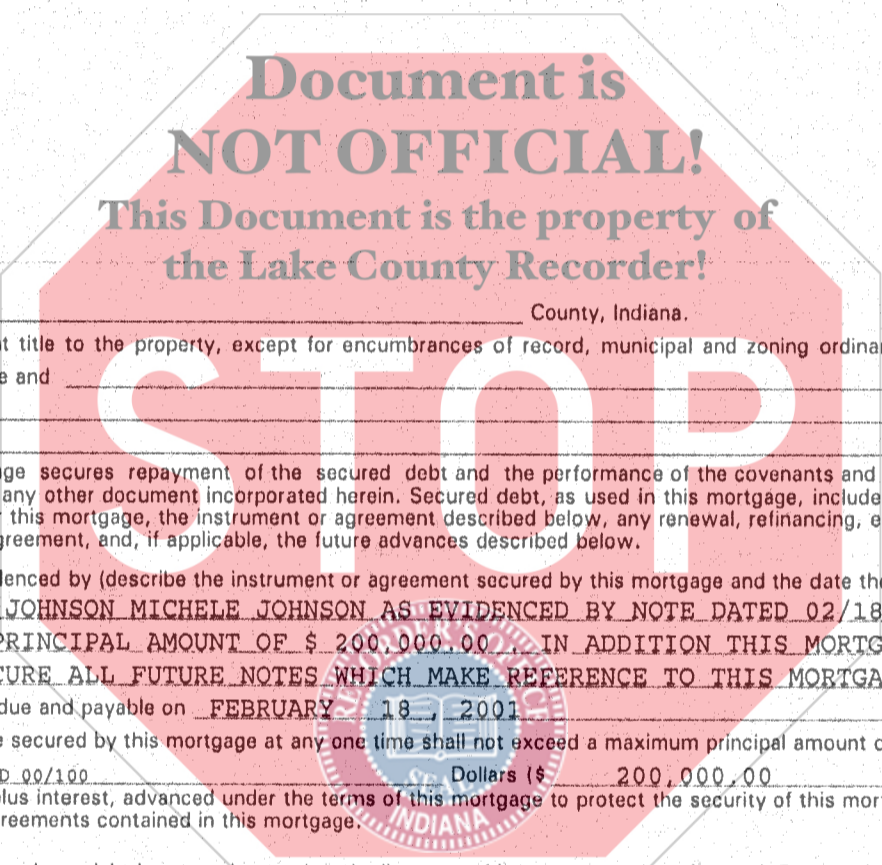 Document is
NOT OFFICIAL!
This Document is the property of
the Lake County Recorder!
STOP
County, Indiana.
t title to the property, except for encumbrances of record, municipal and zoning ordina
e and
ge secures repayment of the secured debt and the performance of the covenants and
any other document incorporated herein. Secured debt, as used in this mortgage, include
this mortgage, the instrument or agreement described below, any renewal, refinancing, e
greement, and, if applicable, the future advances described below.
denced by (describe the instrument or agreement secured by this mortgage and the date the
JOHNSON MICHELE JOHNSON AS EVIDENCED BY NOTE DATED 02/18
PRINCIPAL AMOUNT OF $ 200,000.00 . IN ADDITION THIS MORTG
CURE ALL FUTURE NOTES WHICH MAKE REFERENCE TO THIS MORTGA
due and payable on FEBRUARY 18 , 2001
e secured by this mortgage at any one time shall not exceed a maximum principal amount o
D 00/100 Dollars ($ 200,000.00
plus interest, advanced under the terms of this mortgage to protect the security of this mor
reements contained in this mortgage.
SEAL
INDIANA